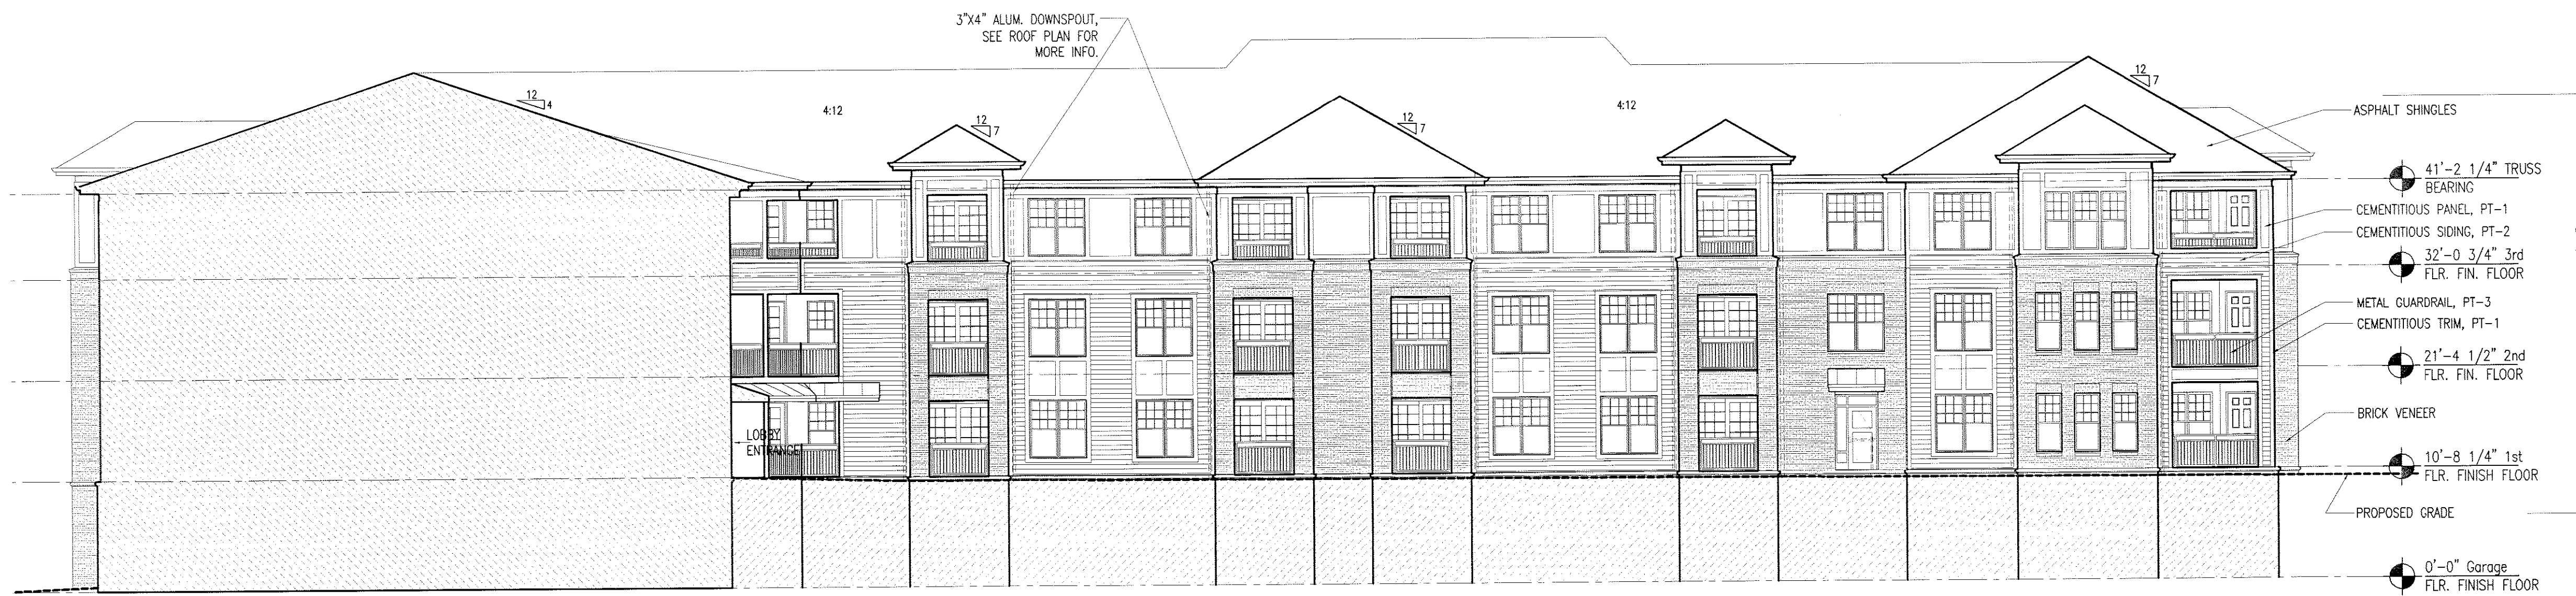 3"X4" ALUM. DOWNSPOUT,
SEE ROOF PLAN FOR
MORE INFO.
12
4
4:12
12
7
12
7
4:12
12
7
ASPHALT SHINGLES
41'-2 1/4" TRUSS
BEARING
CEMENTITIOUS PANEL, PT-1
CEMENTITIOUS SIDING, PT-2
32'-0 3/4" 3rd
FLR. FIN. FLOOR
METAL GUARDRAIL, PT-3
CEMENTITIOUS TRIM, PT-1
21'-4 1/2" 2nd
FLR. FIN. FLOOR
BRICK VENEER
LOBBY
ENTRANCE
10'-8 1/4" 1st
FLR. FINISH FLOOR
PROPOSED GRADE
0'-0" Garage
FLR. FINISH FLOOR